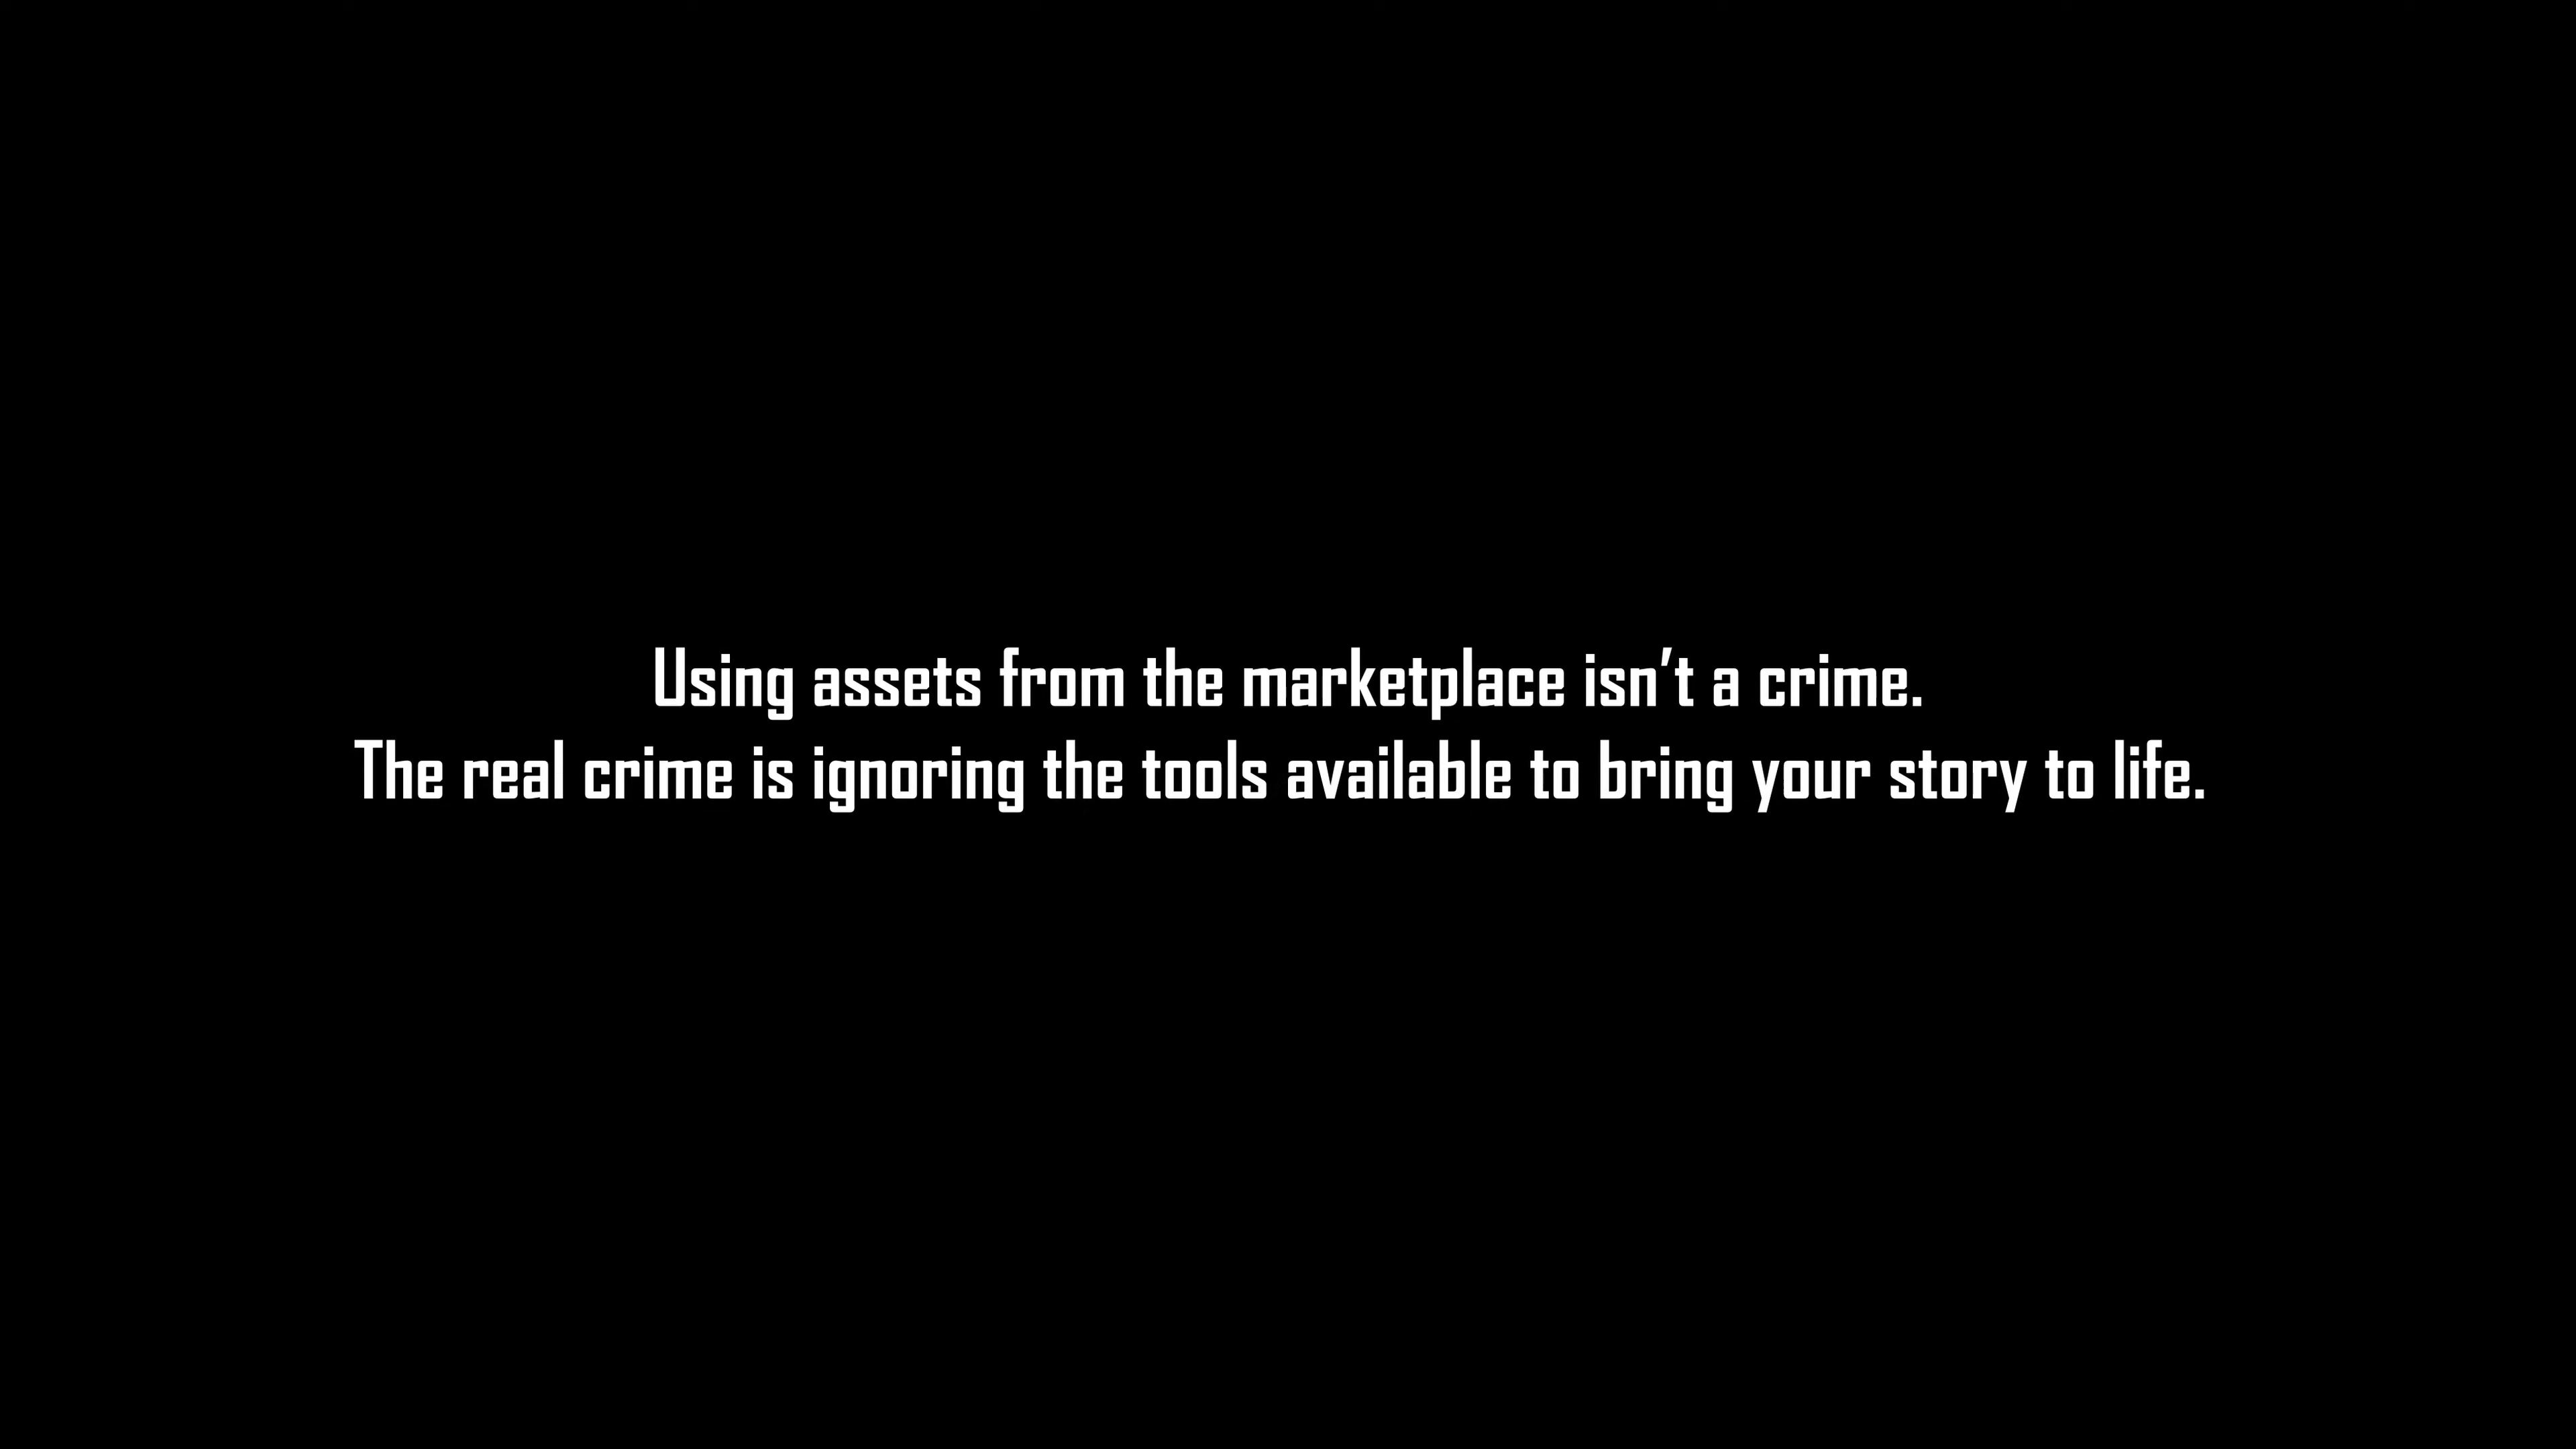 Using assets from the marketplace isn’t a crime.
The real crime is ignoring the tools available to bring your story to life.